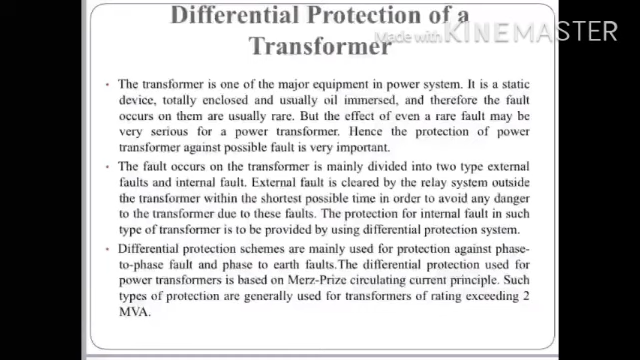 Differential Protection of a
Transformer
Made with KINEMASTER
• The transformer is one of the major equipment in power system. It is a static
device, totally enclosed and usually oil immersed, and therefore the fault
occurs on them are usually rare. But the effect of even a rare fault may be
very serious for a power transformer. Hence the protection of power
transformer against possible fault is very important.
• The fault occurs on the transformer is mainly divided into two type external
faults and internal fault. External fault is cleared by the relay system outside
the transformer within the shortest possible time in order to avoid any danger
to the transformer due to these faults. The protection for internal fault in such
type of transformer is to be provided by using differential protection system.
• Differential protection schemes are mainly used for protection against phase-
to-phase fault and phase to earth faults.The differential protection used for
power transformers is based on Merz-Prize circulating current principle. Such
types of protection are generally used for transformers of rating exceeding 2
MVA.